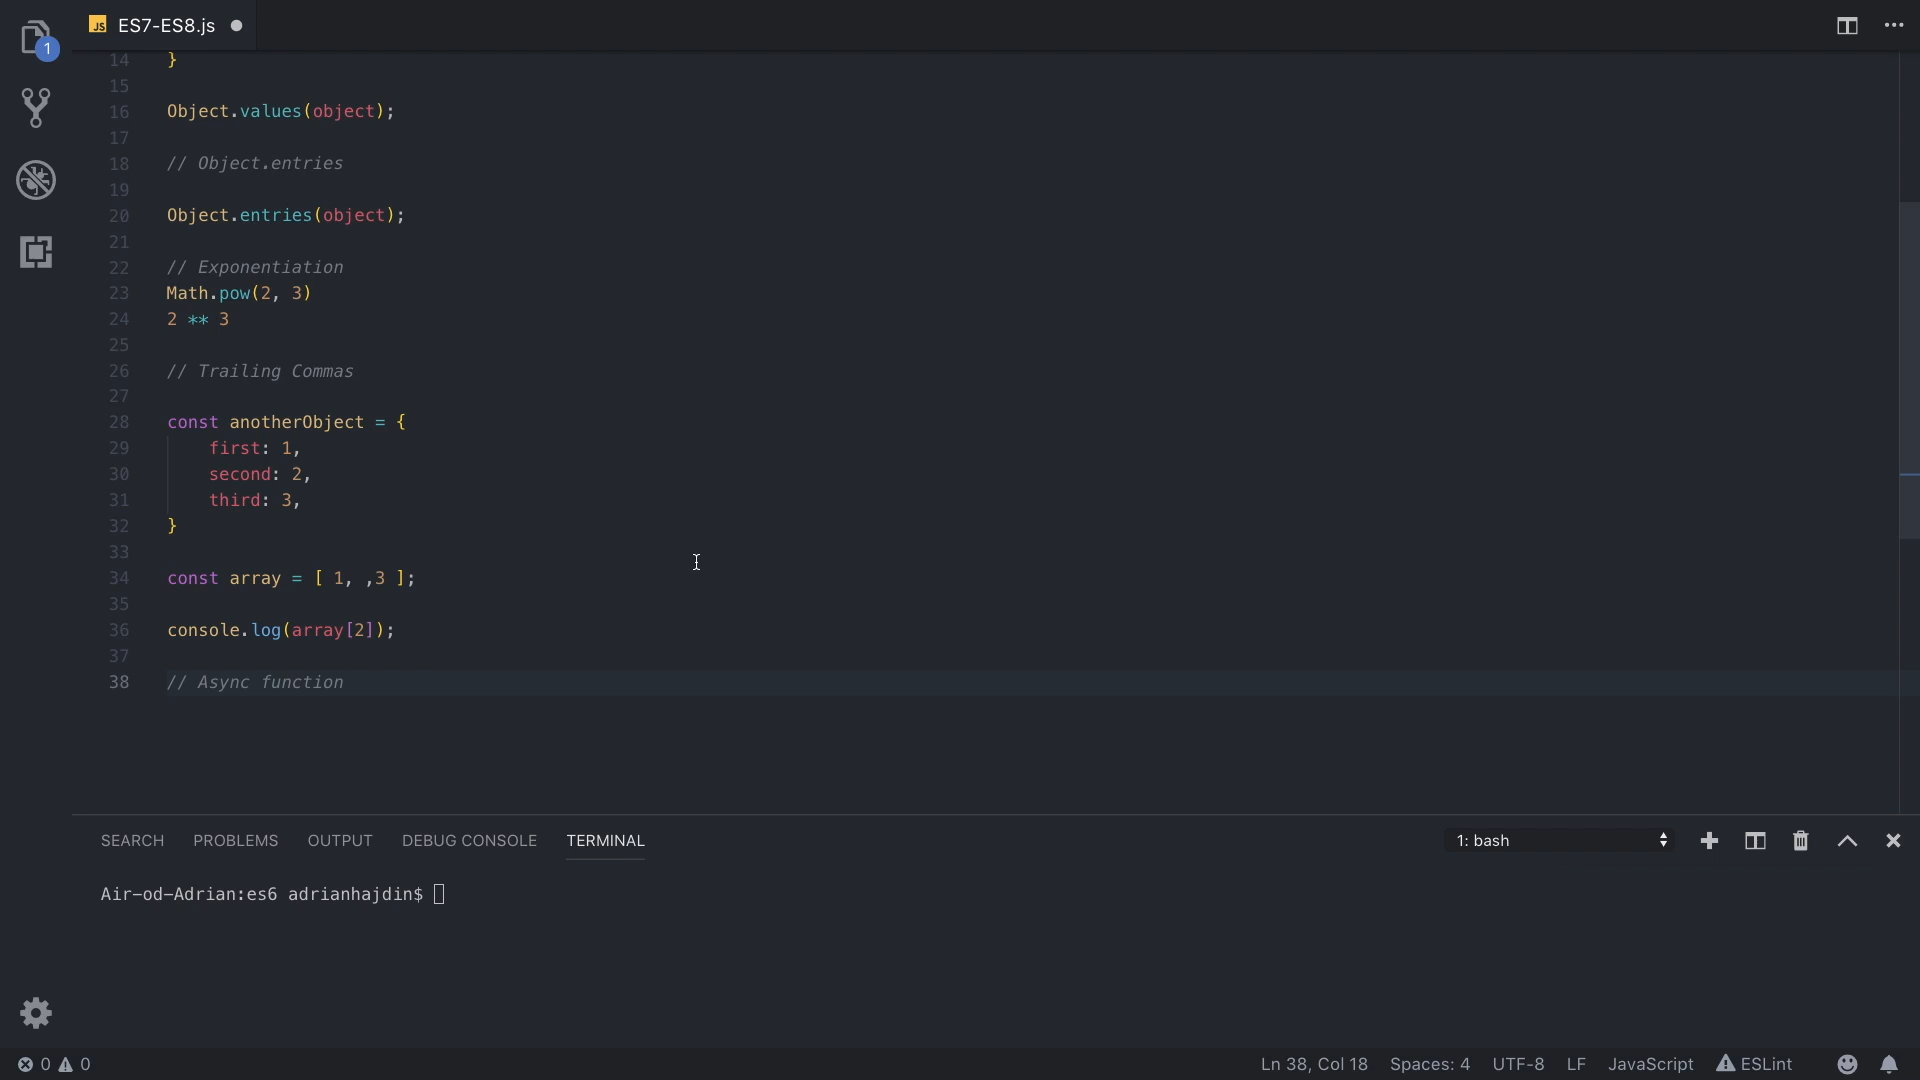 JS ES7-ES8.js
1
14 }
15
16 Object.values(object);
17
18 // Object.entries
19
20 Object.entries(object);
21
22 // Exponentiation
23 Math.pow(2, 3)
24 2 ** 3
25
26 // Trailing Commas
27
28 const anotherObject = {
29 first: 1,
30 second: 2,
31 third: 3,
32 }
33
34 const array = [ 1, ,3 ];
35
36 console.log(array[2]);
37
38 // Async function
SEARCH PROBLEMS OUTPUT DEBUG CONSOLE TERMINAL 1: bash
Air-od-Adrian:es6 adrianhajdin$
0 0 Ln 38, Col 18 Spaces: 4 UTF-8 LF JavaScript ESLint